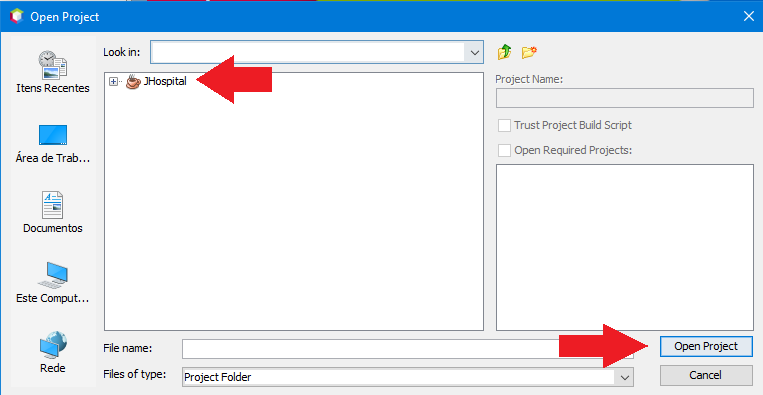 Open Project
Look in:
Itens Recentes
Área de Trab...
Documentos
Este Comput...
Rede
JHospital
Project Name:
Trust Project Build Script
Open Required Projects:
File name:
Files of type:
Project Folder
Open Project
Cancel